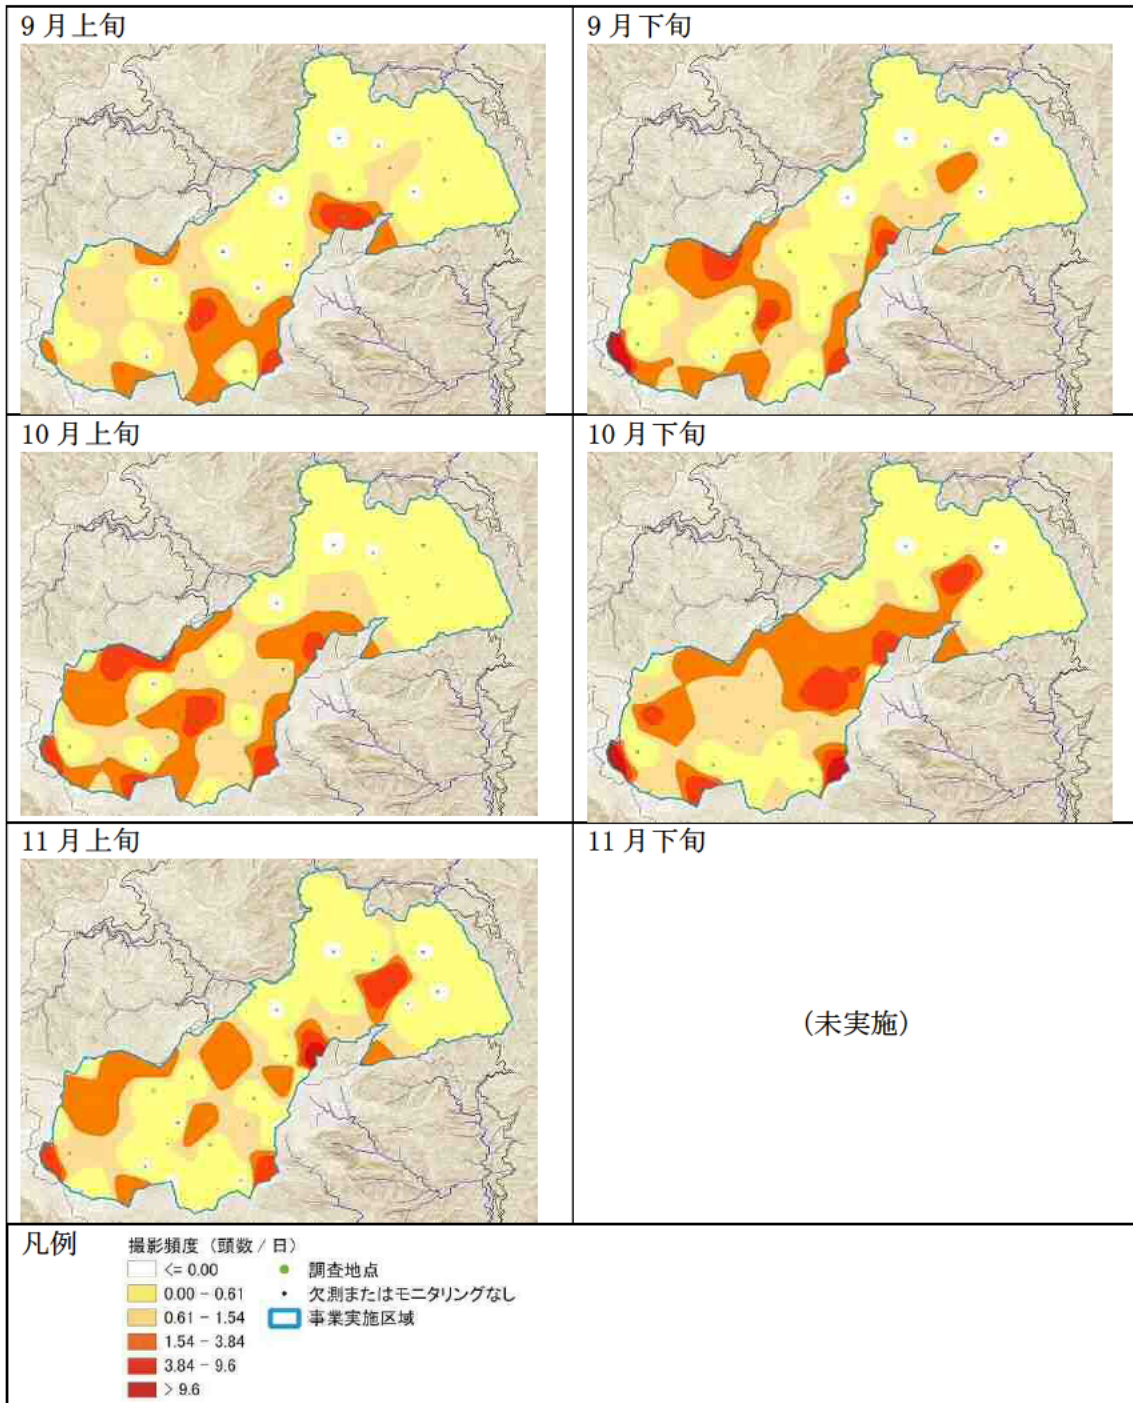 9月上旬
9月下旬
10月上旬
10月下旬
11月上旬
11月下旬
(未実施)
凡例
撮影頻度（頭数 / 日）
<= 0.00
0.00 - 0.61
0.61 - 1.54
1.54 - 3.84
3.84 - 9.6
> 9.6
調査地点
欠測またはモニタリングなし
事業実施区域